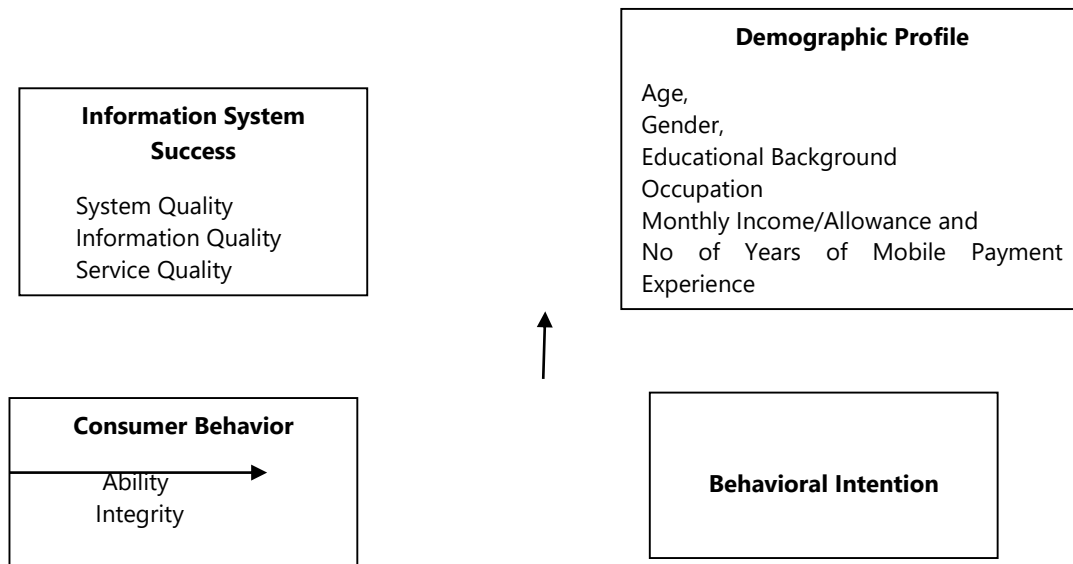 Information System
Success
System Quality
Information Quality
Service Quality
Demographic Profile
Age,
Gender,
Educational Background
Occupation
Monthly Income/Allowance and
No of Years of Mobile Payment
Experience
Consumer Behavior
Ability
Integrity
Behavioral Intention